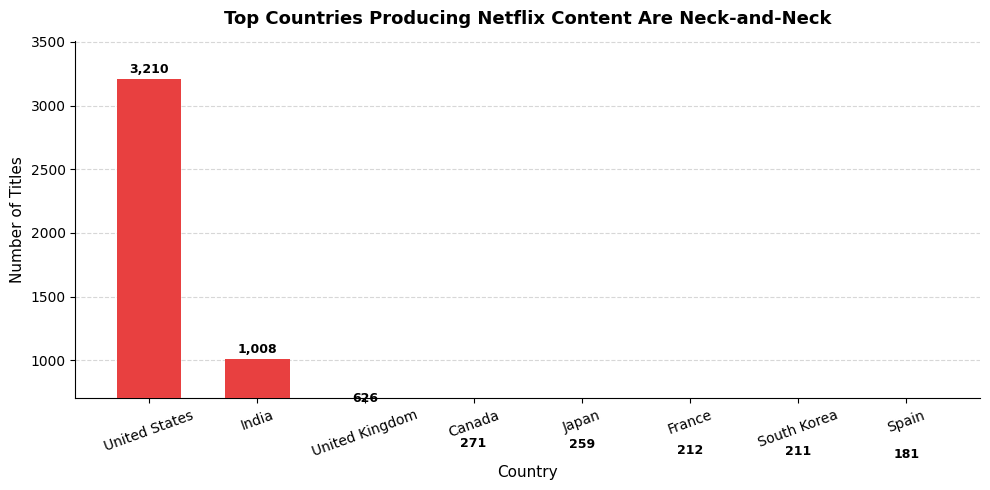 Top Countries Producing Netflix Content Are Neck-and-Neck
Number of Titles
3500
3000
2500
2000
1500
1000
3,210
1,008
626
United States
India
United Kingdom
Canada
Japan
France
South Korea
Spain
271
259
212
211
181
Country